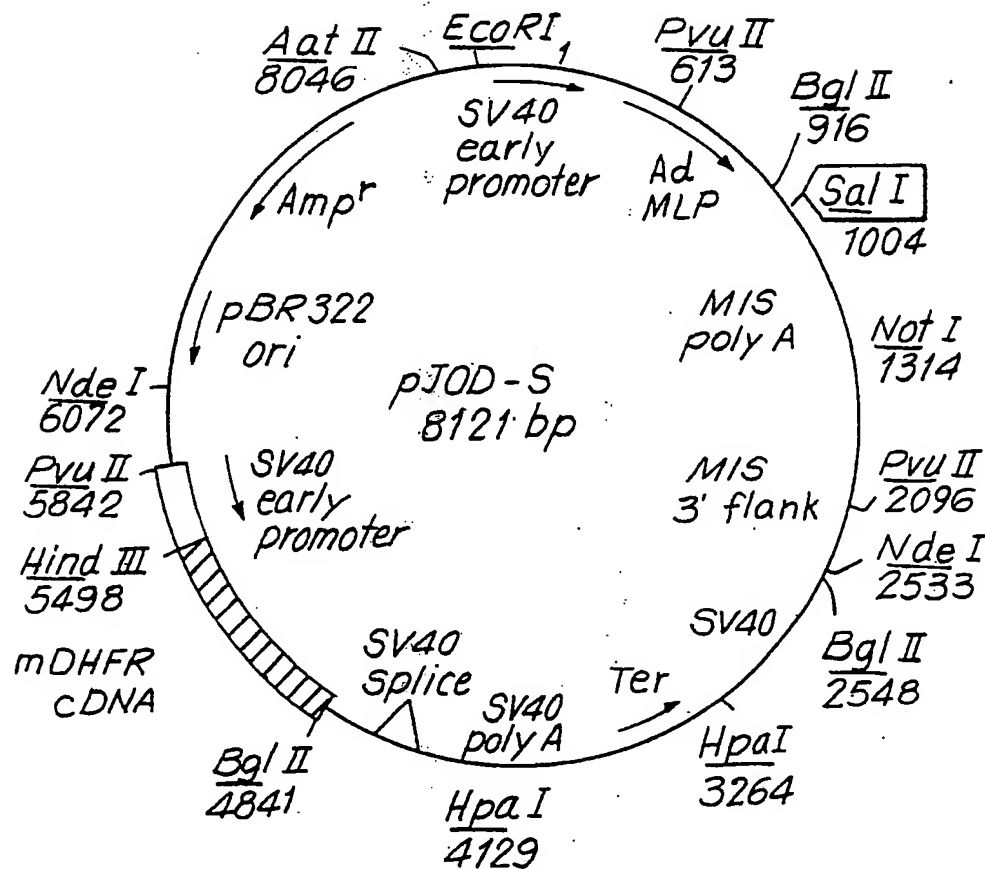 Aat II
8046
EcoRI
1
Pvu II
613
Bgl II
916
Sal I
1004
SV40
early
promoter
Ad
MLP
Ampʳ
MIS
poly A
Not I
1314
pBR322
ori
pJOD-S
8121 bp
Nde I
6072
Pvu II
5842
SV40
early
promoter
MIS
3' flank
Pvu II
2096
Nde I
2533
Hind III
5498
SV40
Bgl II
2548
mDHFR
cDNA
SV40
splice
Ter
SV40
poly A
HpaI
3264
Bgl II
4841
Hpa I
4129